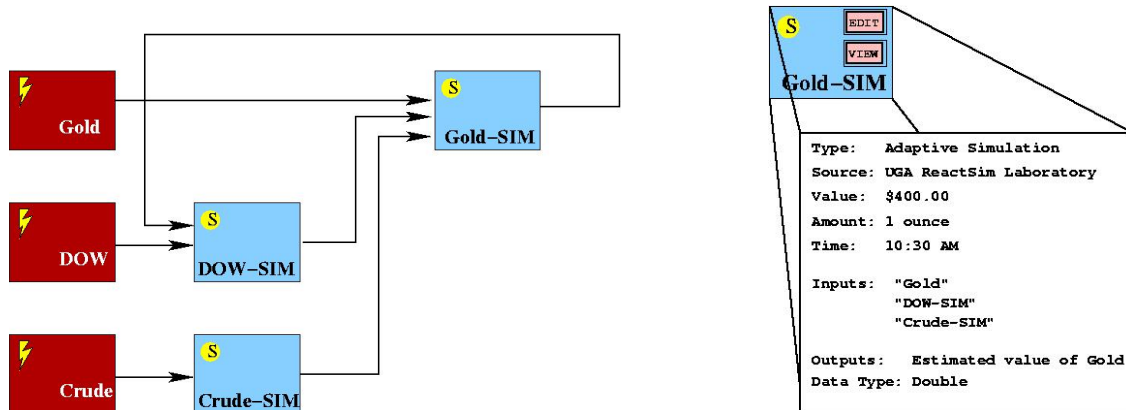 S
Gold
Gold-SIM
S
DOW
DOW-SIM
S
Crude
Crude-SIM
S
EDIT
VIEW
Gold-SIM
Type: Adaptive Simulation
Source: UGA ReactSim Laboratory
Value: $400.00
Amount: 1 ounce
Time: 10:30 AM
Inputs: "Gold"
"DOW-SIM"
"Crude-SIM"
Outputs: Estimated value of Gold
Data Type: Double